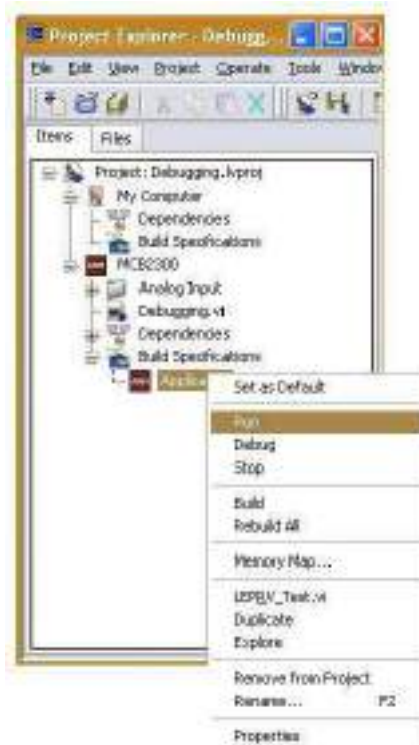 Project Explorer - Debugg...
File Edit View Project Operate Tools Window
Items Files
Project: Debugging.lvproj
My Computer
Dependencies
Build Specifications
MCB2300
Analog Input
Debugging.vi
Dependencies
Build Specifications
Applica
Set as Default
Run
Debug
Stop
Build
Rebuild All
Memory Map...
Duplicate
Explore
Remove from Project
Rename... F2
Properties